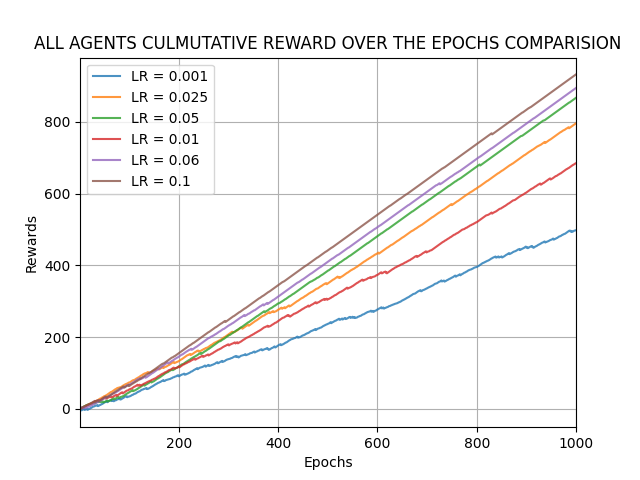 ALL AGENTS CULMUTATIVE REWARD OVER THE EPOCHS COMPARISION
LR = 0.001
LR = 0.025
LR = 0.05
LR = 0.01
LR = 0.06
LR = 0.1
Rewards
800
600
400
200
0
200 400 600 800 1000
Epochs